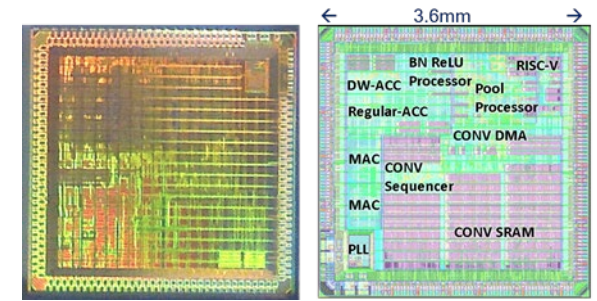 3.6mm
BN ReLU
Processor
RISC-V
DW-ACC
Pool
Processor
Regular-ACC
CONV DMA
MAC
CONV
Sequencer
MAC
CONV SRAM
PLL